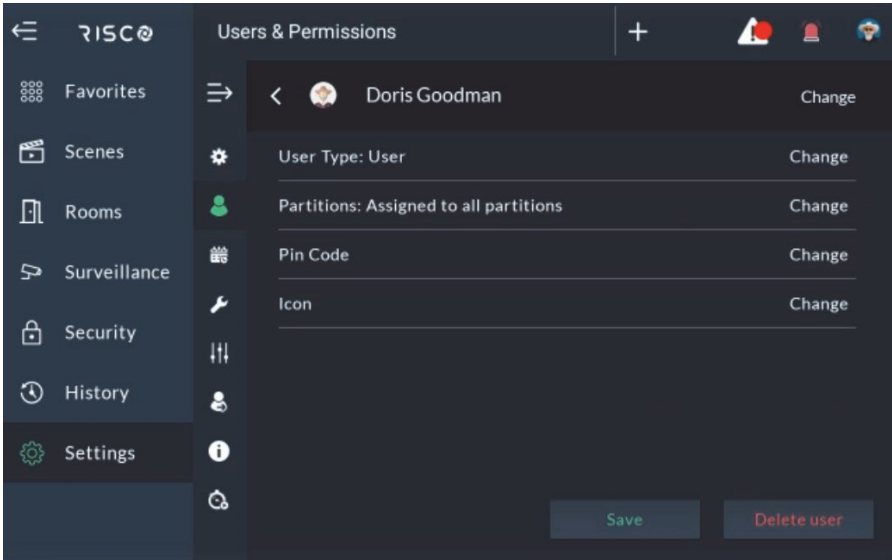 RISCO
Users & Permissions
+
Favorites
Scenes
Rooms
Surveillance
Security
History
Settings
Doris Goodman
Change
User Type: User
Change
Partitions: Assigned to all partitions
Change
Pin Code
Change
Icon
Change
Save
Delete user